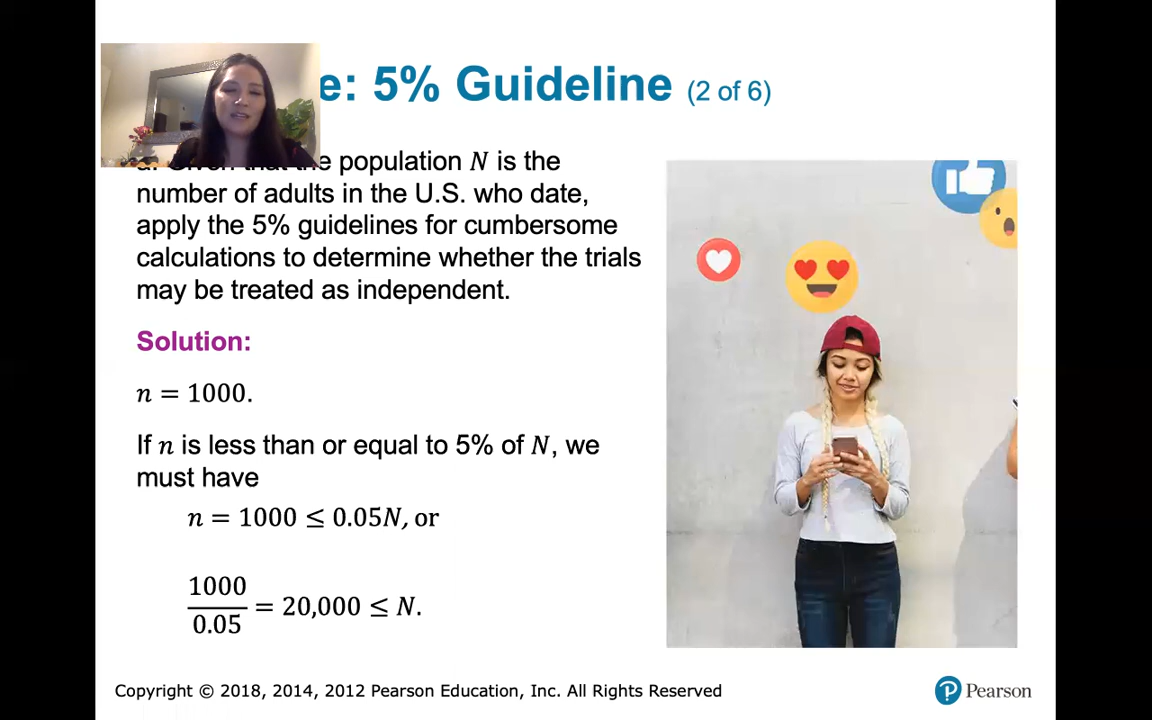 e: 5% Guideline (2 of 6)
population N is the
number of adults in the U.S. who date,
apply the 5% guidelines for cumbersome
calculations to determine whether the trials
may be treated as independent.
Solution:
n = 1000.
If n is less than or equal to 5% of N, we
must have
n = 1000 ≤ 0.05N, or
1000
0.05
= 20,000 ≤ N.
Copyright © 2018, 2014, 2012 Pearson Education, Inc. All Rights Reserved
Pearson